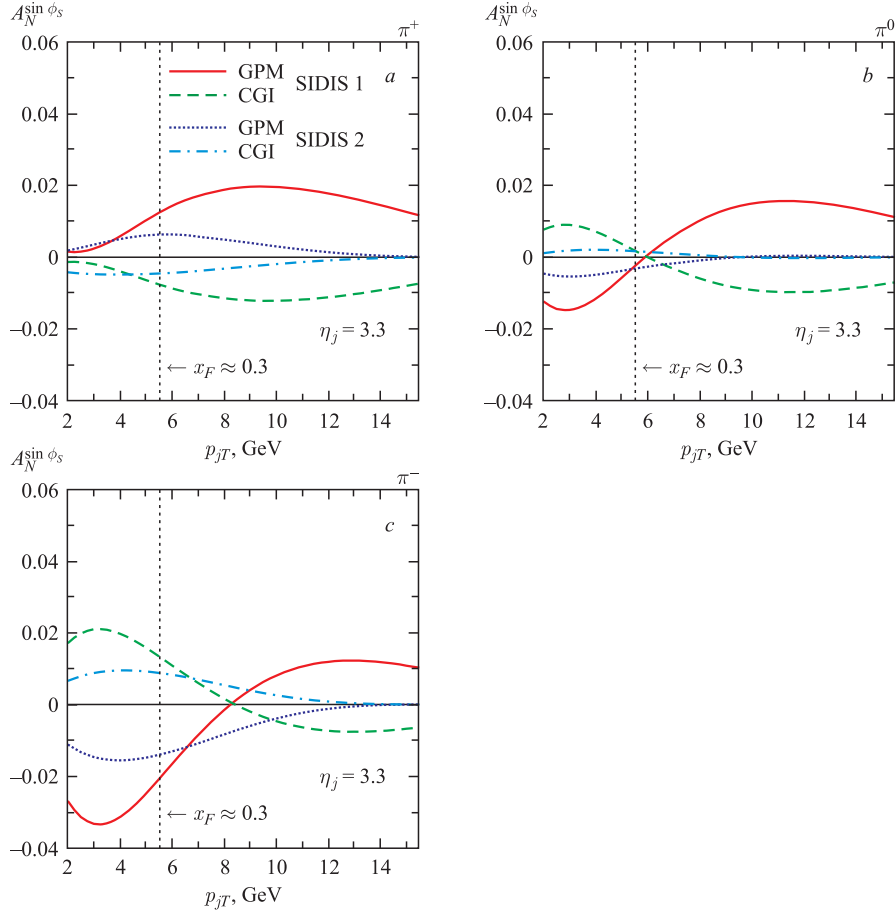 A_N^{sin ϕ_S}
π⁺
a
GPM
SIDIS 1
CGI
GPM
SIDIS 2
CGI
0.06
0.04
0.02
0
−0.02
−0.04
η_j = 3.3
← x_F ≈ 0.3
2 4 6 8 10 12 14
p_{jT}, GeV
A_N^{sin ϕ_S}
π⁰
b
0.06
0.04
0.02
0
−0.02
−0.04
η_j = 3.3
← x_F ≈ 0.3
2 4 6 8 10 12 14
p_{jT}, GeV
A_N^{sin ϕ_S}
π⁻
c
0.06
0.04
0.02
0
−0.02
−0.04
η_j = 3.3
← x_F ≈ 0.3
2 4 6 8 10 12 14
p_{jT}, GeV